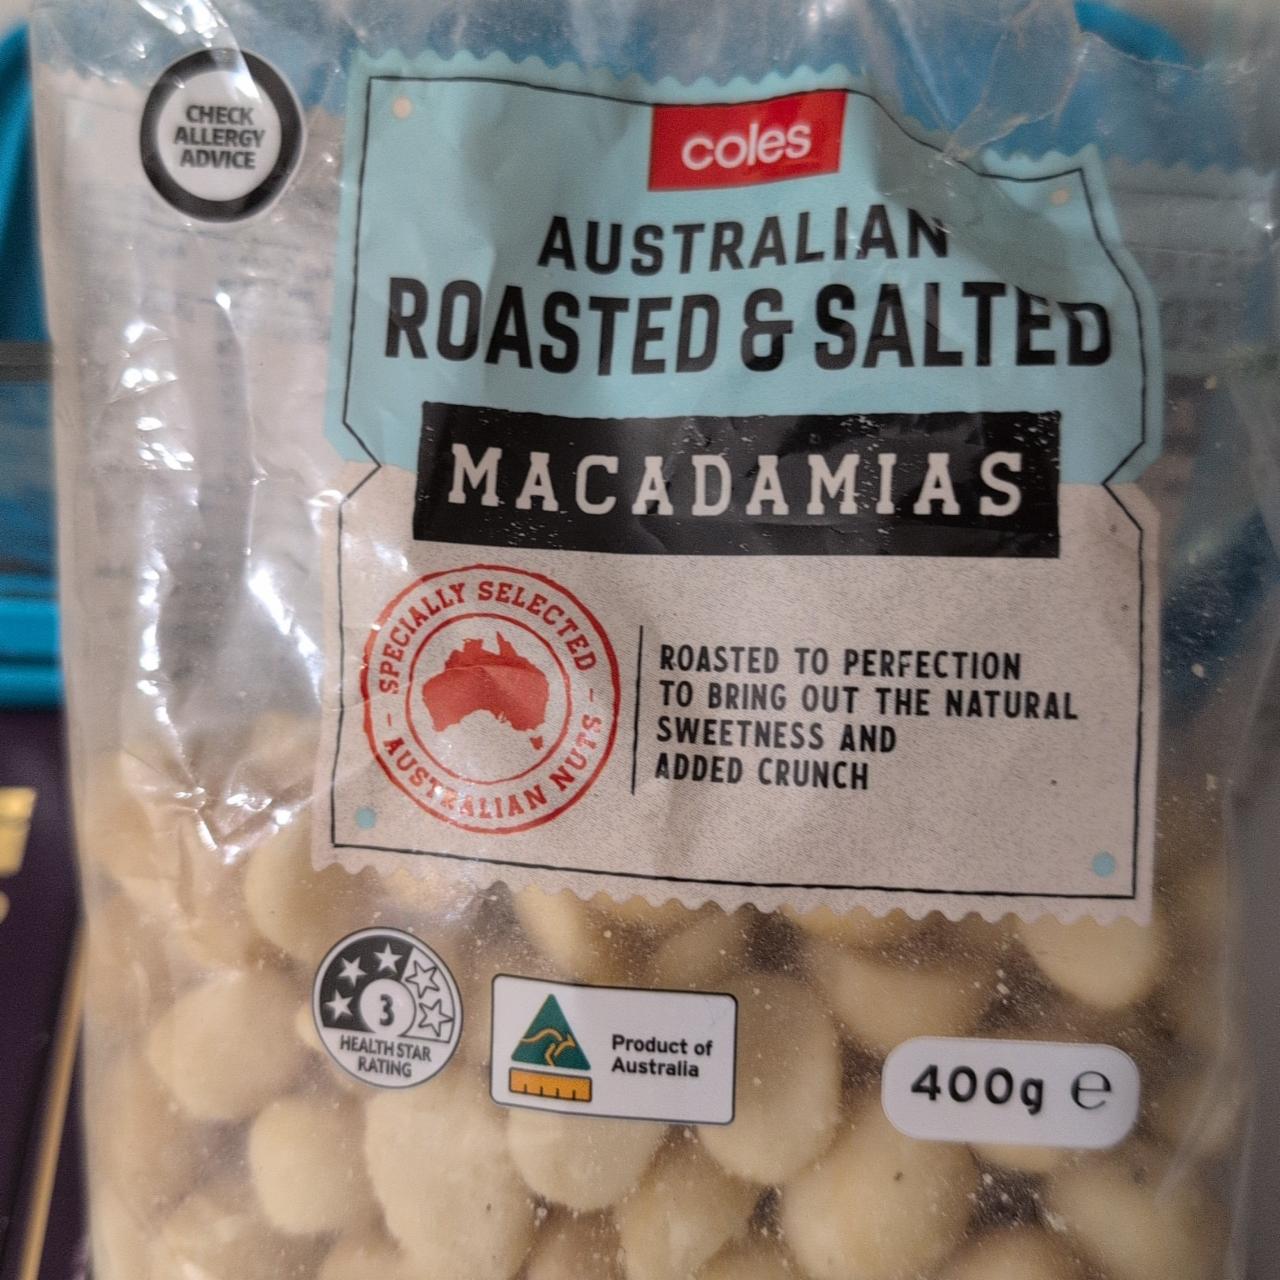 CHECK
ALLERGY
ADVICE
coles
AUSTRALIAN
ROASTED & SALTED
MACADAMIAS
SPECIALLY SELECTED
- AUSTRALIAN NUTS -
ROASTED TO PERFECTION
TO BRING OUT THE NATURAL
SWEETNESS AND
ADDED CRUNCH
3
HEALTH STAR
RATING
Product of
Australia
400g ℮